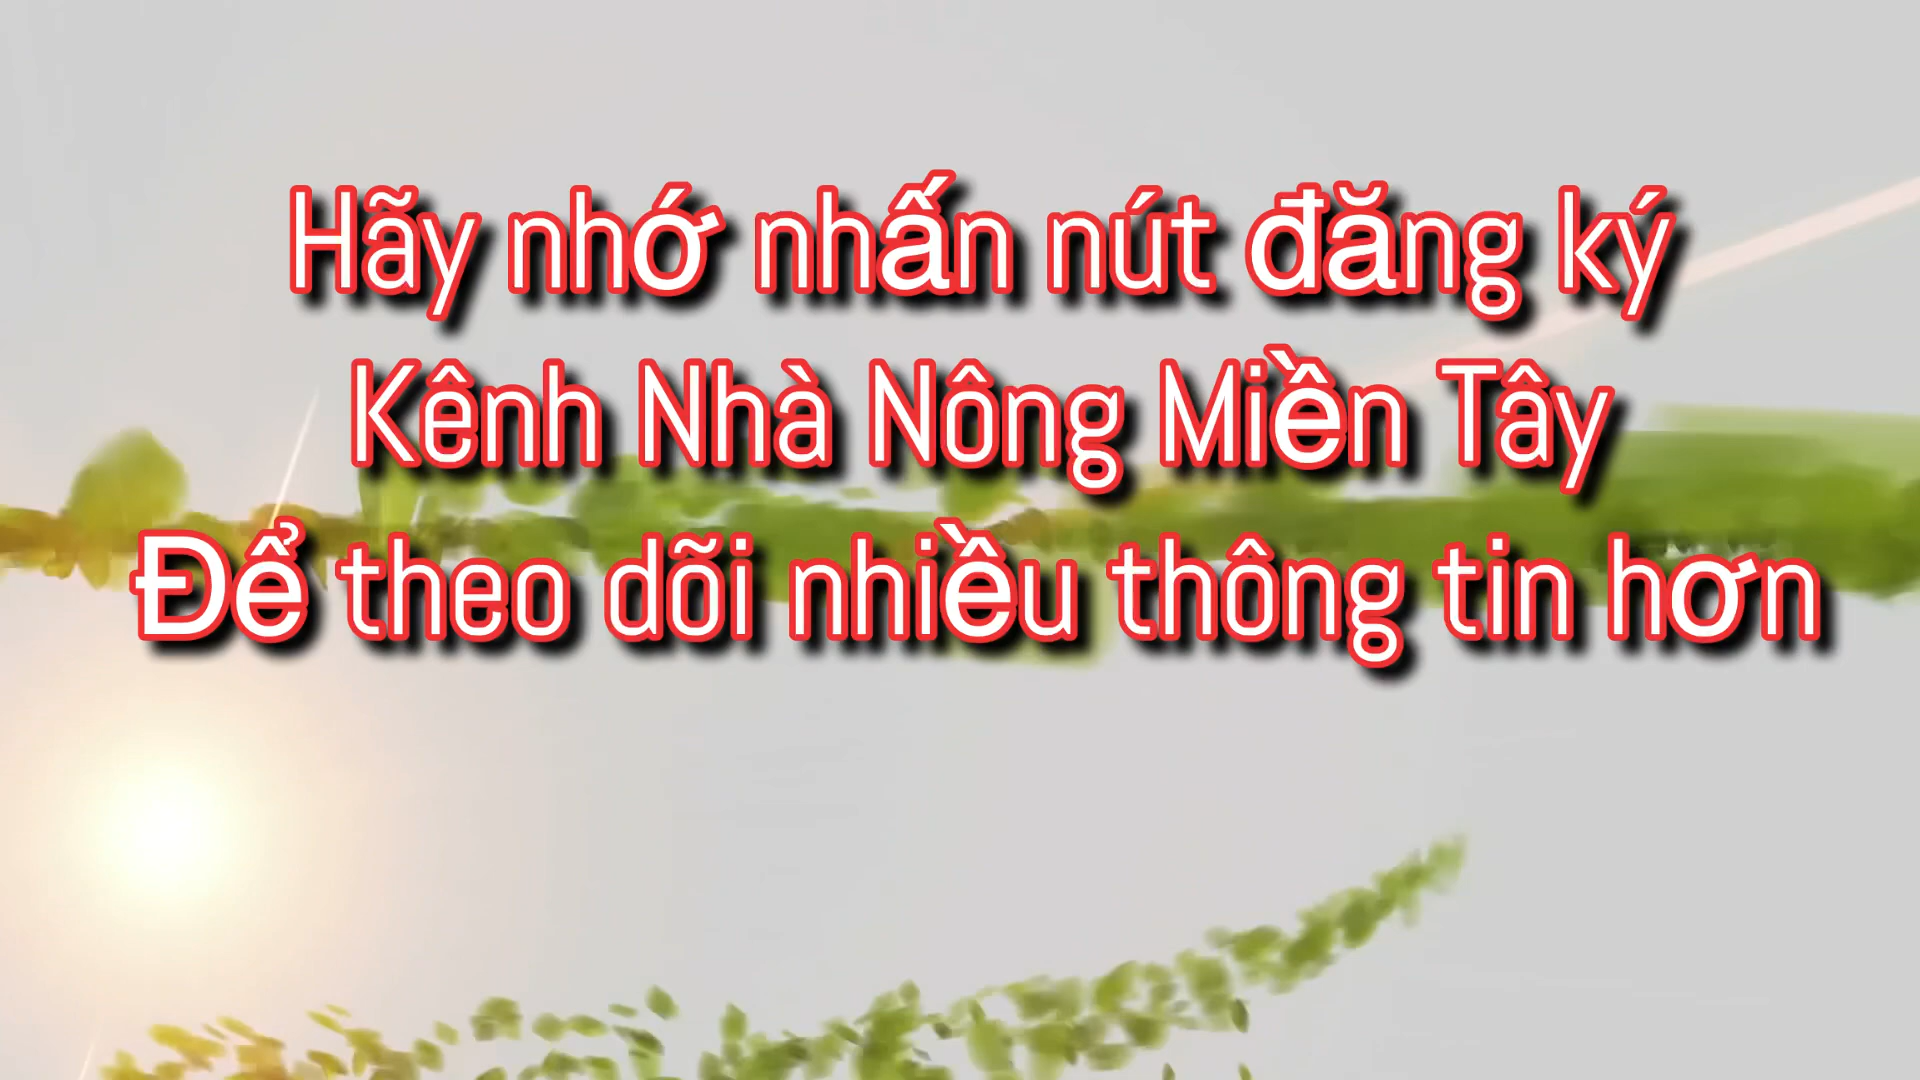 Hãy nhớ nhấn nút đăng ký
Kênh Nhà Nông Miền Tây
Để theo dõi nhiều thông tin hơn